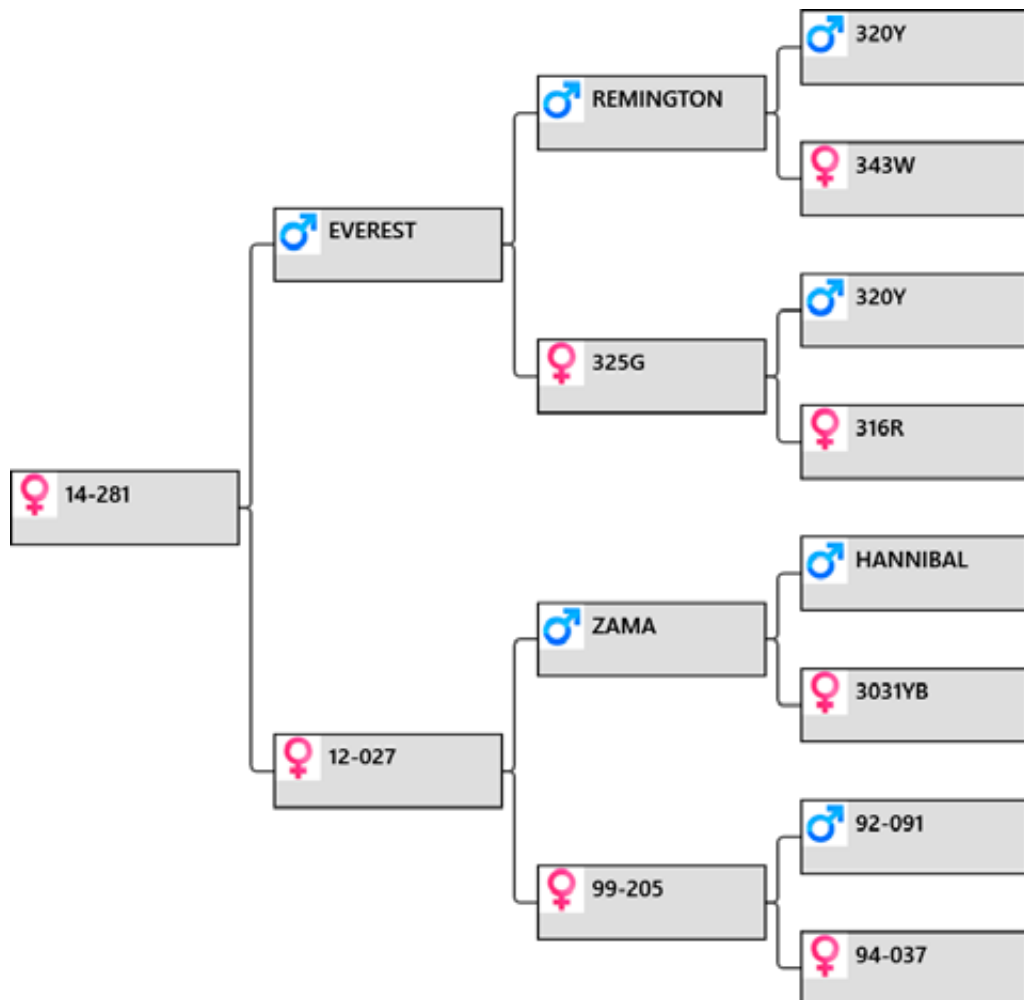 320Y
REMINGTON
343W
EVEREST
320Y
325G
316R
14-281
HANNIBAL
ZAMA
3031YB
12-027
92-091
99-205
94-037